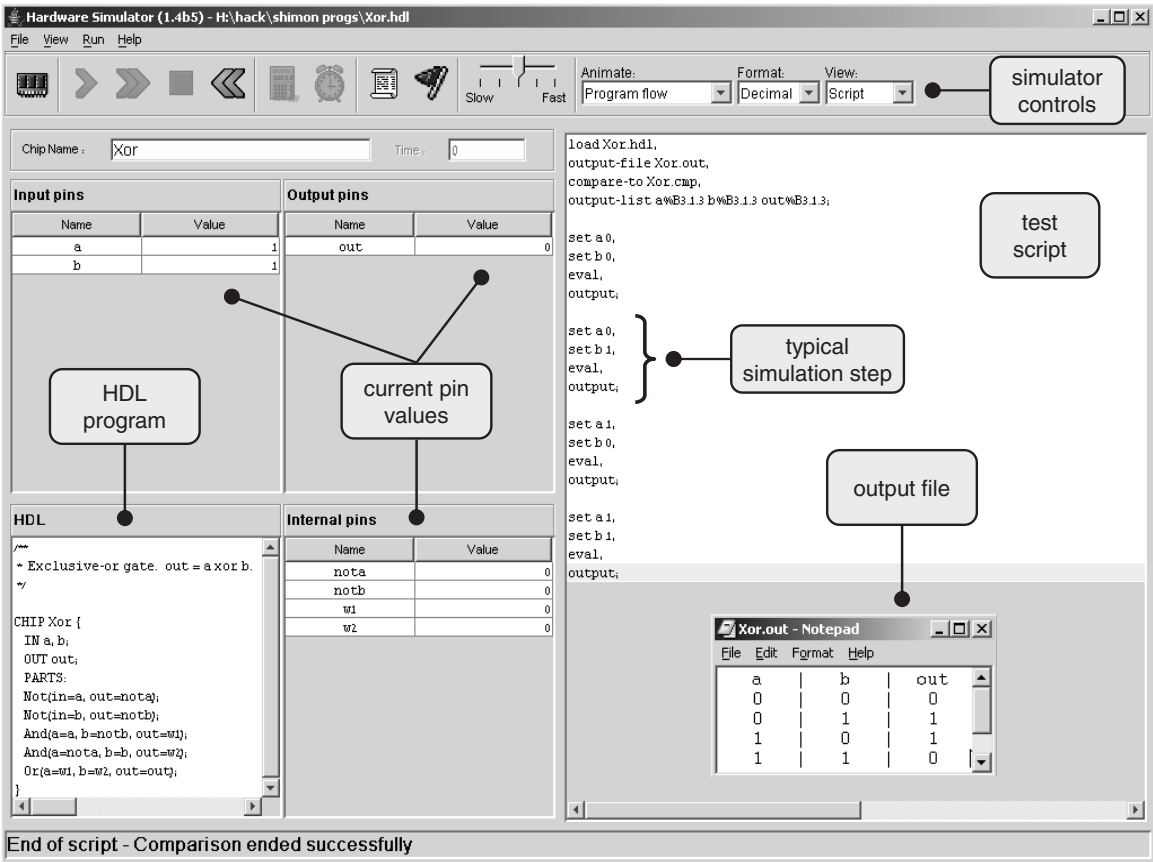 Hardware Simulator (1.4b5) - H:\hack\shimon progs\Xor.hdl
File View Run Help
Slow Fast
Animate: Format: View:
Program flow Decimal Script
simulator
controls
Chip Name : Xor Time : 0
Input pins
Name Value
a 1
b 1
Output pins
Name Value
out 0
HDL
program
current pin
values
HDL
/**
* Exclusive-or gate. out = a xor b.
*/
CHIP Xor {
IN a, b;
OUT out;
PARTS:
Not(in=a, out=nota);
Not(in=b, out=notb);
And(a=a, b=notb, out=w1);
And(a=nota, b=b, out=w2);
Or(a=w1, b=w2, out=out);
}
Internal pins
Name Value
nota 0
notb 0
w1 0
w2 0
load Xor.hdl,
output-file Xor.out,
compare-to Xor.cmp,
output-list a%B3.1.3 b%B3.1.3 out%B3.1.3;
set a 0,
set b 0,
eval,
output;
set a 0,
set b 1,
eval,
output;
set a 1,
set b 0,
eval,
output;
set a 1,
set b 1,
eval,
output;
test
script
typical
simulation step
output file
Xor.out - Notepad
File Edit Format Help
a | b | out
0 | 0 | 0
0 | 1 | 1
1 | 0 | 1
1 | 1 | 0
End of script - Comparison ended successfully